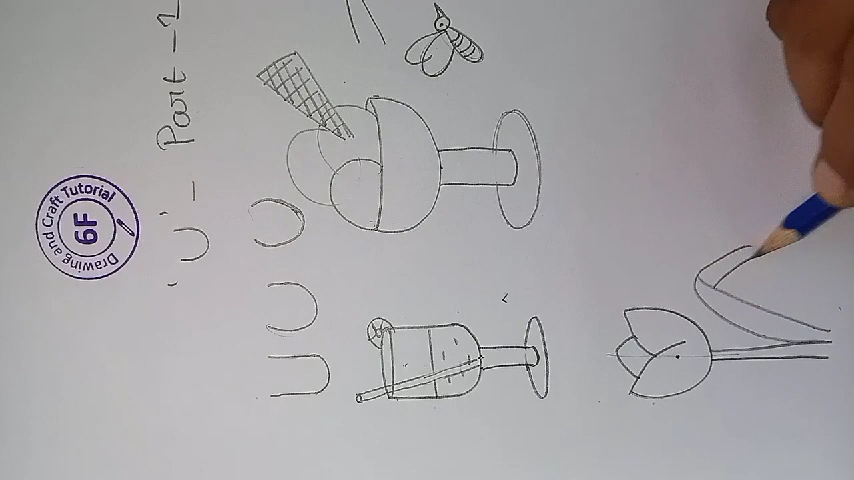 'U' - Part - 1
U U U
Drawing and Craft Tutorial
6F